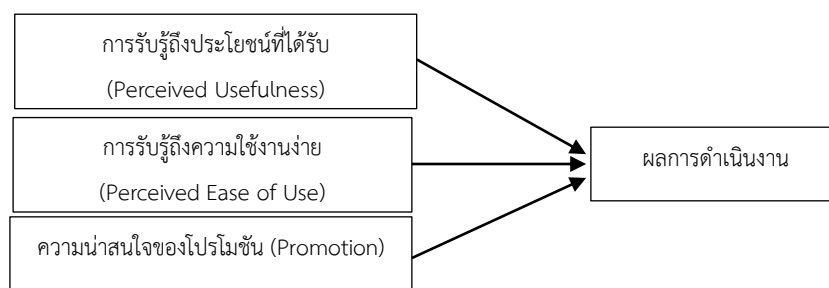 การรับรู้ถึงประโยชน์ที่ได้รับ
(Perceived Usefulness)
การรับรู้ถึงความใช้งานง่าย
(Perceived Ease of Use)
ความน่าสนใจของโปรโมชัน (Promotion)
ผลการดำเนินงาน